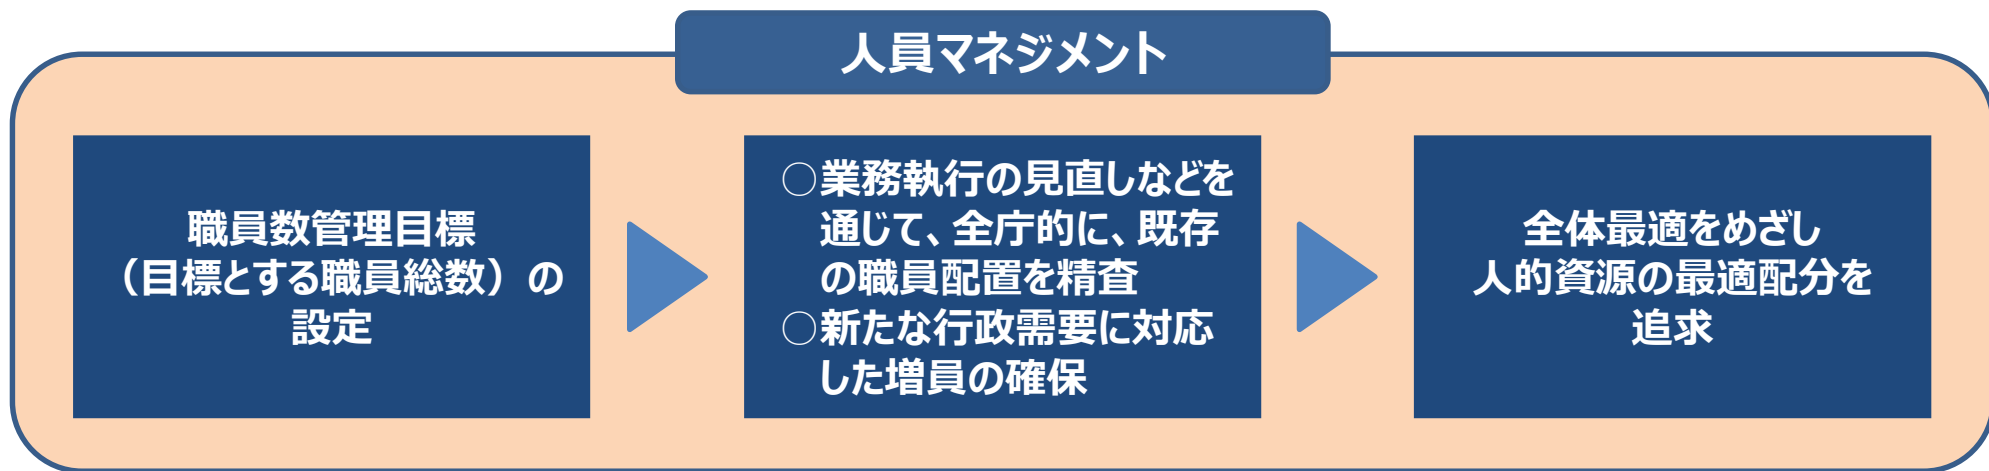 人員マネジメント
職員数管理目標
（目標とする職員総数）の
設定
○業務執行の見直しなどを
通じて、全庁的に、既存
の職員配置を精査
○新たな行政需要に対応
した増員の確保
全体最適をめざし
人的資源の最適配分を
追求